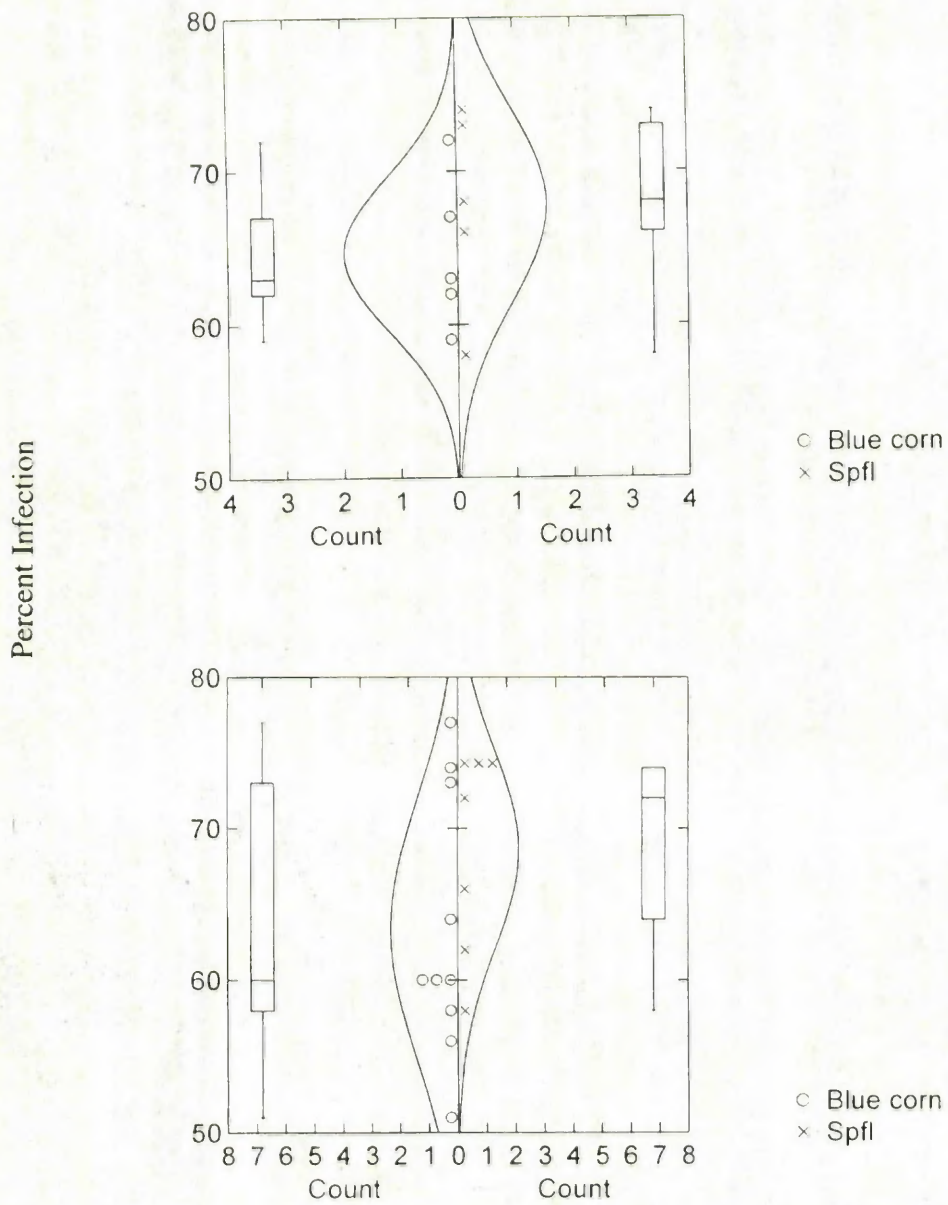 Percent Infection
80
70
60
50
4 3 2 1 0 1 2 3 4
Count Count
○ Blue corn
× Spfl
80
70
60
50
8 7 6 5 4 3 2 1 0 1 2 3 4 5 6 7 8
Count Count
○ Blue corn
× Spfl